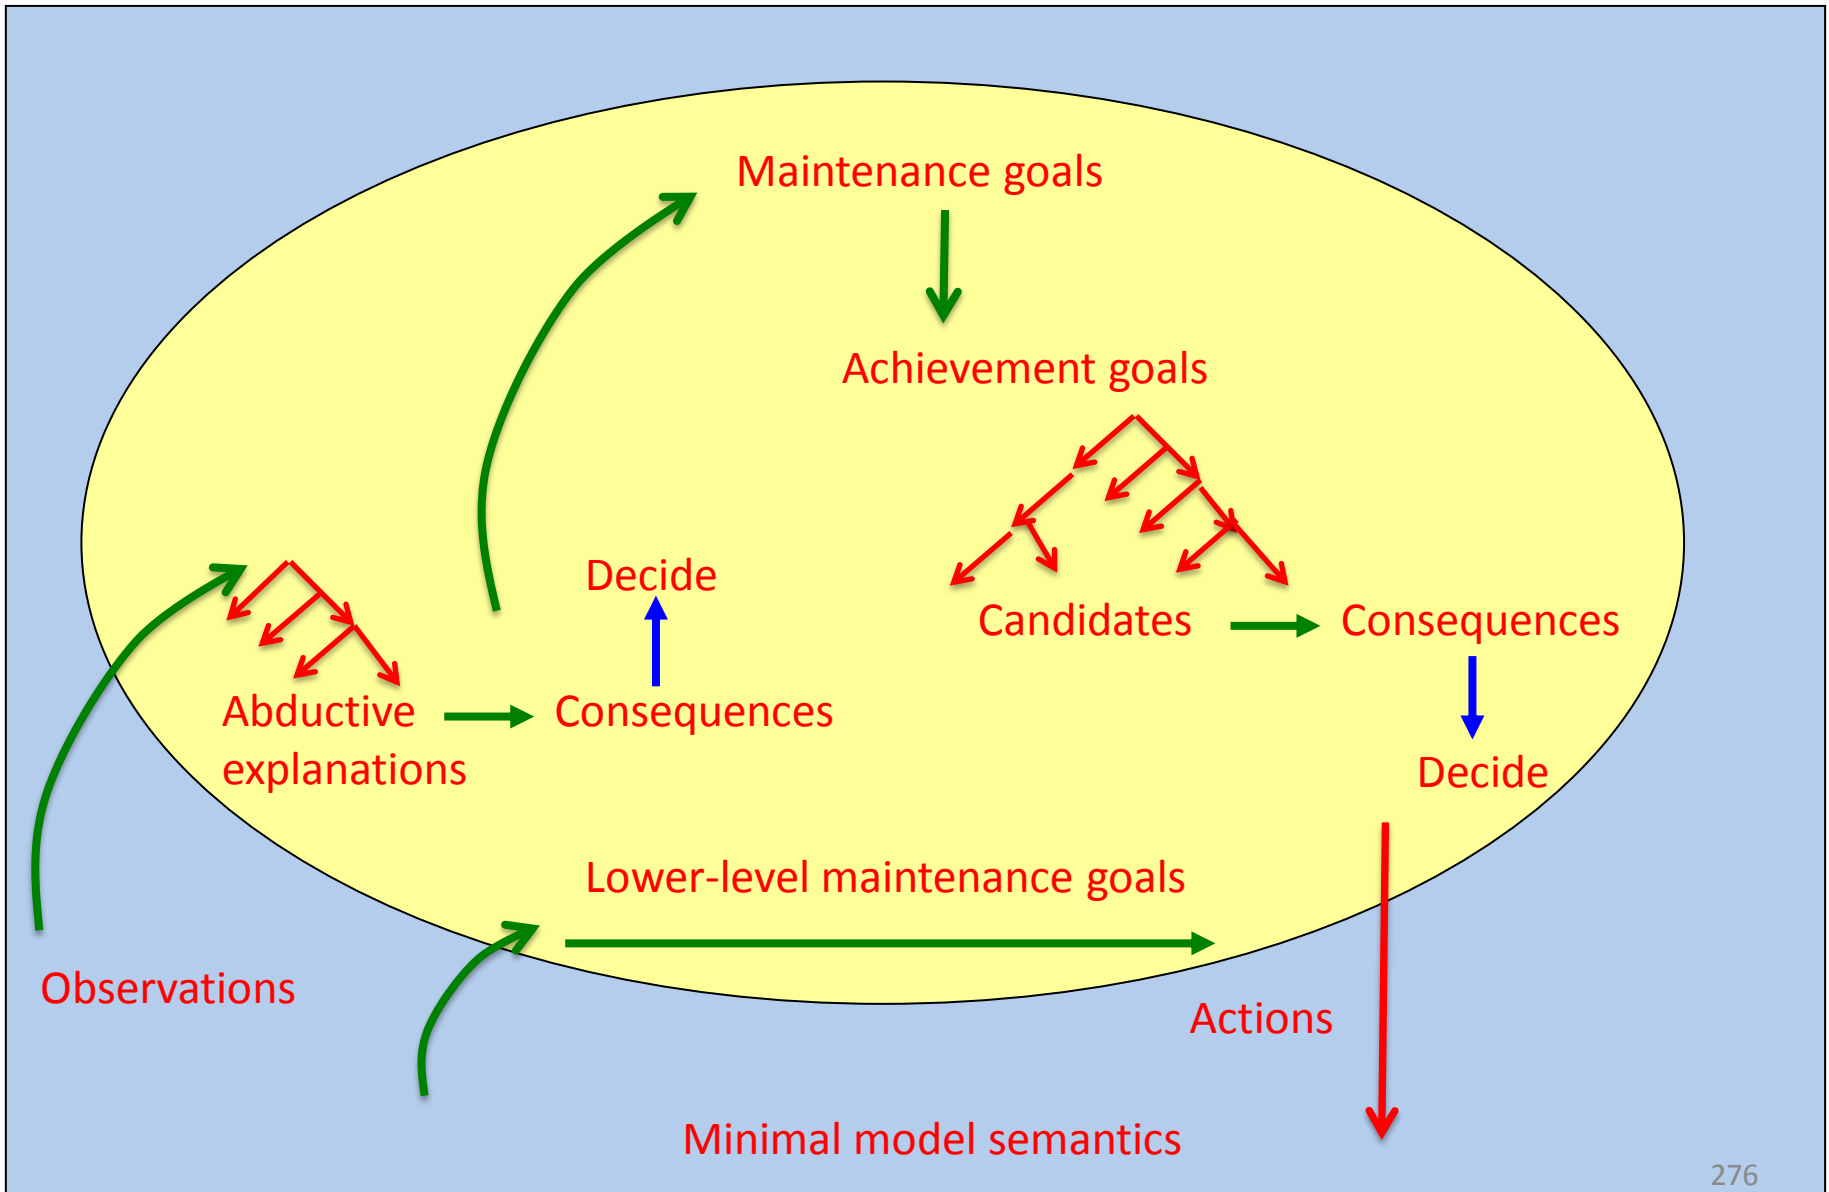 Maintenance goals
Achievement goals
Decide
Candidates
Consequences
Abductive
explanations
Consequences
Decide
Lower-level maintenance goals
Observations
Actions
Minimal model semantics
276